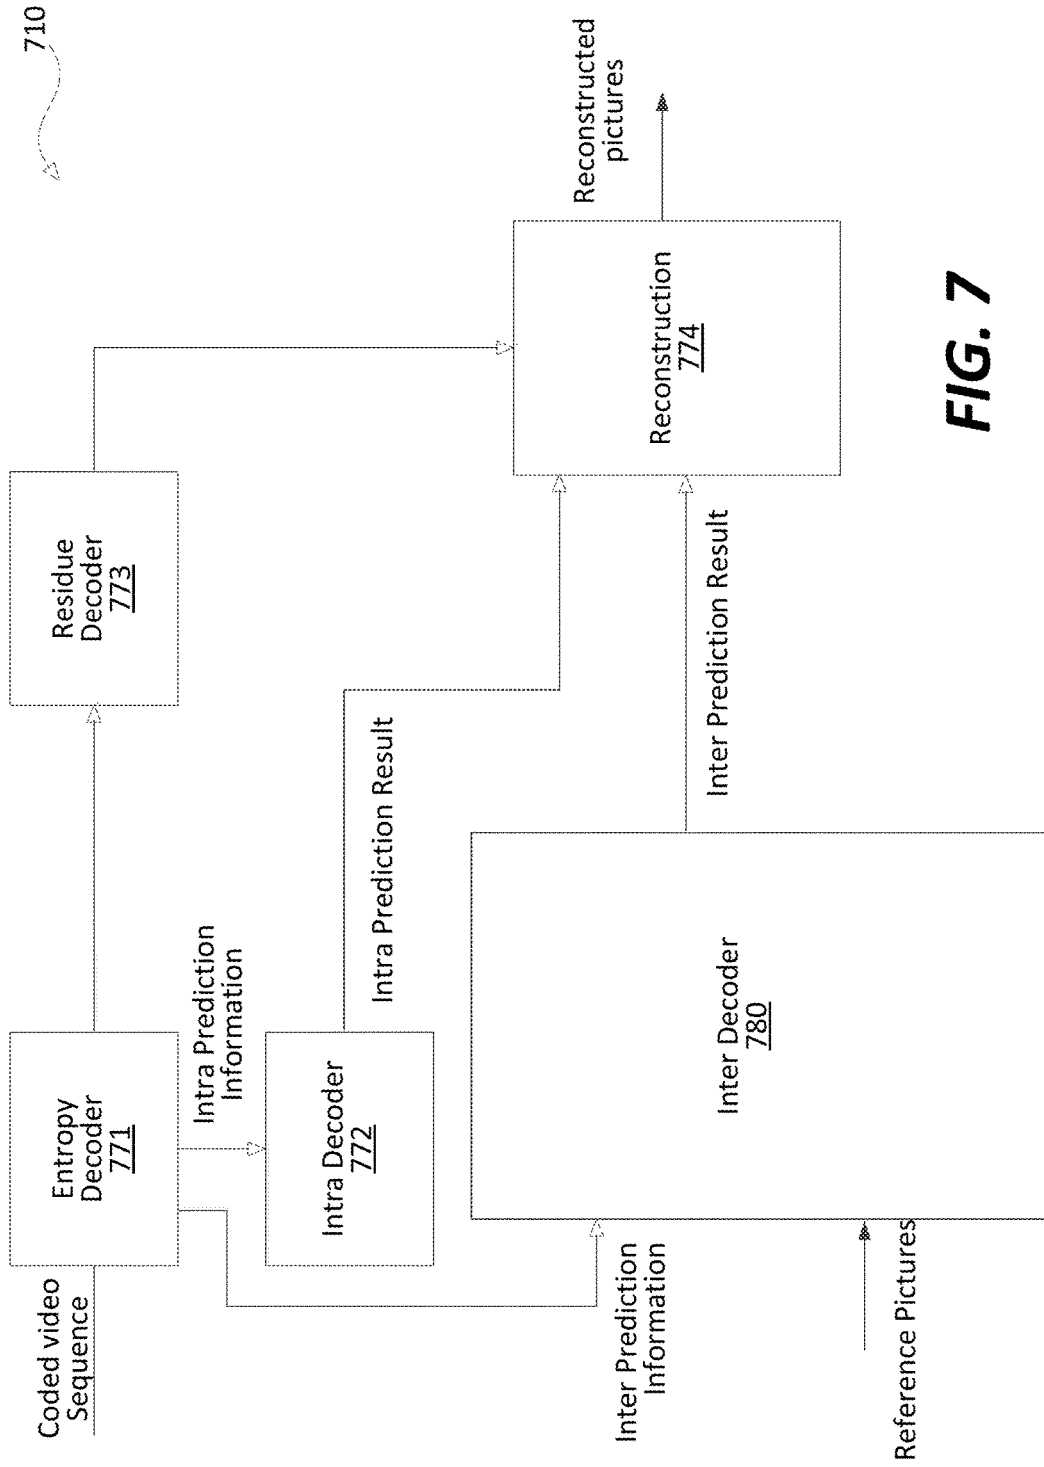 710
Coded video
Sequence
Entropy
Decoder
771
Residue
Decoder
773
Intra Prediction
Information
Intra Decoder
772
Intra Prediction Result
Inter Prediction
Information
Reference Pictures
Inter Decoder
780
Inter Prediction Result
Reconstruction
774
Reconstructed
pictures
FIG. 7